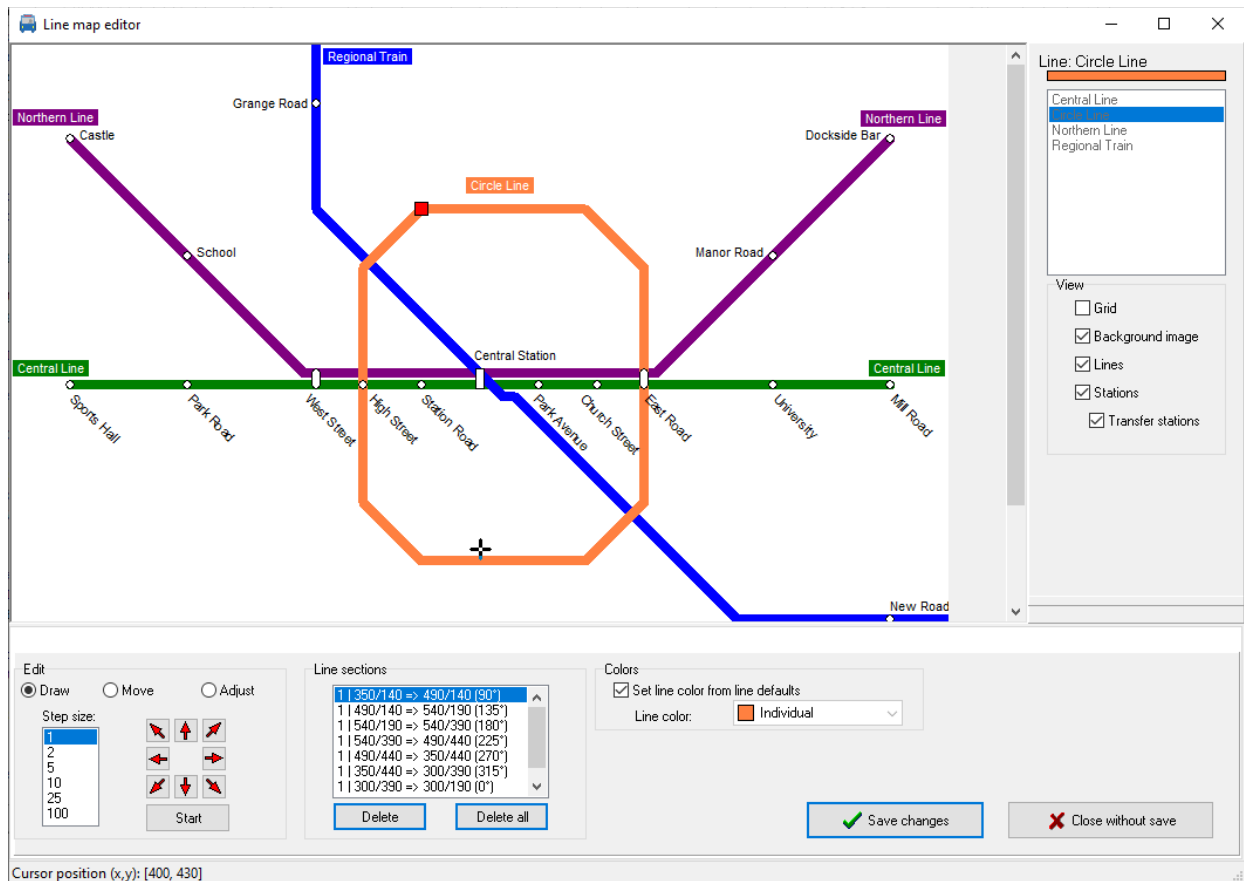 Line map editor
Regional Train
Grange Road
Northern Line
Castle
Northern Line
Dockside Bar
Circle Line
School
Manor Road
Central Station
Central Line
Central Line
Sports Hall
Park Road
West Street
High Street
Station Road
Park Avenue
Church Street
East Road
University
Mill Road
New Road
Line: Circle Line
Central Line
Circle Line
Northern Line
Regional Train
View
Grid
Background image
Lines
Stations
Transfer stations
Edit
Draw
Move
Adjust
Step size:
1
2
5
10
25
100
Start
Line sections
1 | 350/140 => 490/140 (90°)
1 | 490/140 => 540/190 (135°)
1 | 540/190 => 540/390 (180°)
1 | 540/390 => 490/440 (225°)
1 | 490/440 => 350/440 (270°)
1 | 350/440 => 300/390 (315°)
1 | 300/390 => 300/190 (0°)
Delete
Delete all
Colors
Set line color from line defaults
Line color:
Individual
Save changes
Close without save
Cursor position (x,y): [400, 430]